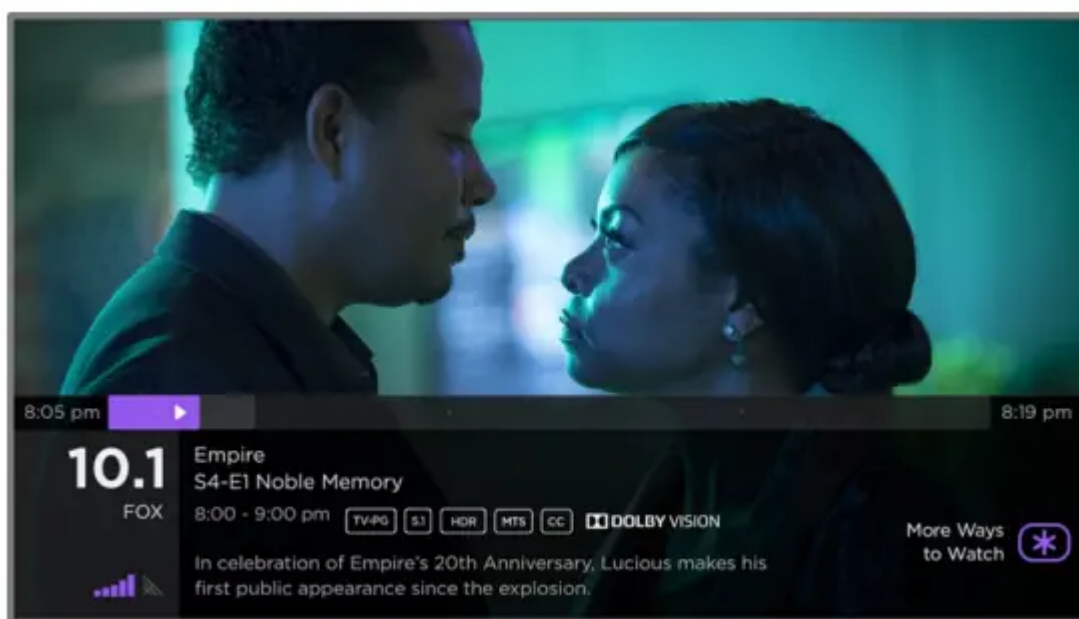 8:05 pm
8:19 pm
10.1
FOX
Empire
S4-E1 Noble Memory
8:00 - 9:00 pm TV-PG 5.1 HDR MTS CC DOLBY VISION
In celebration of Empire's 20th Anniversary, Lucious makes his
first public appearance since the explosion.
More Ways
to Watch